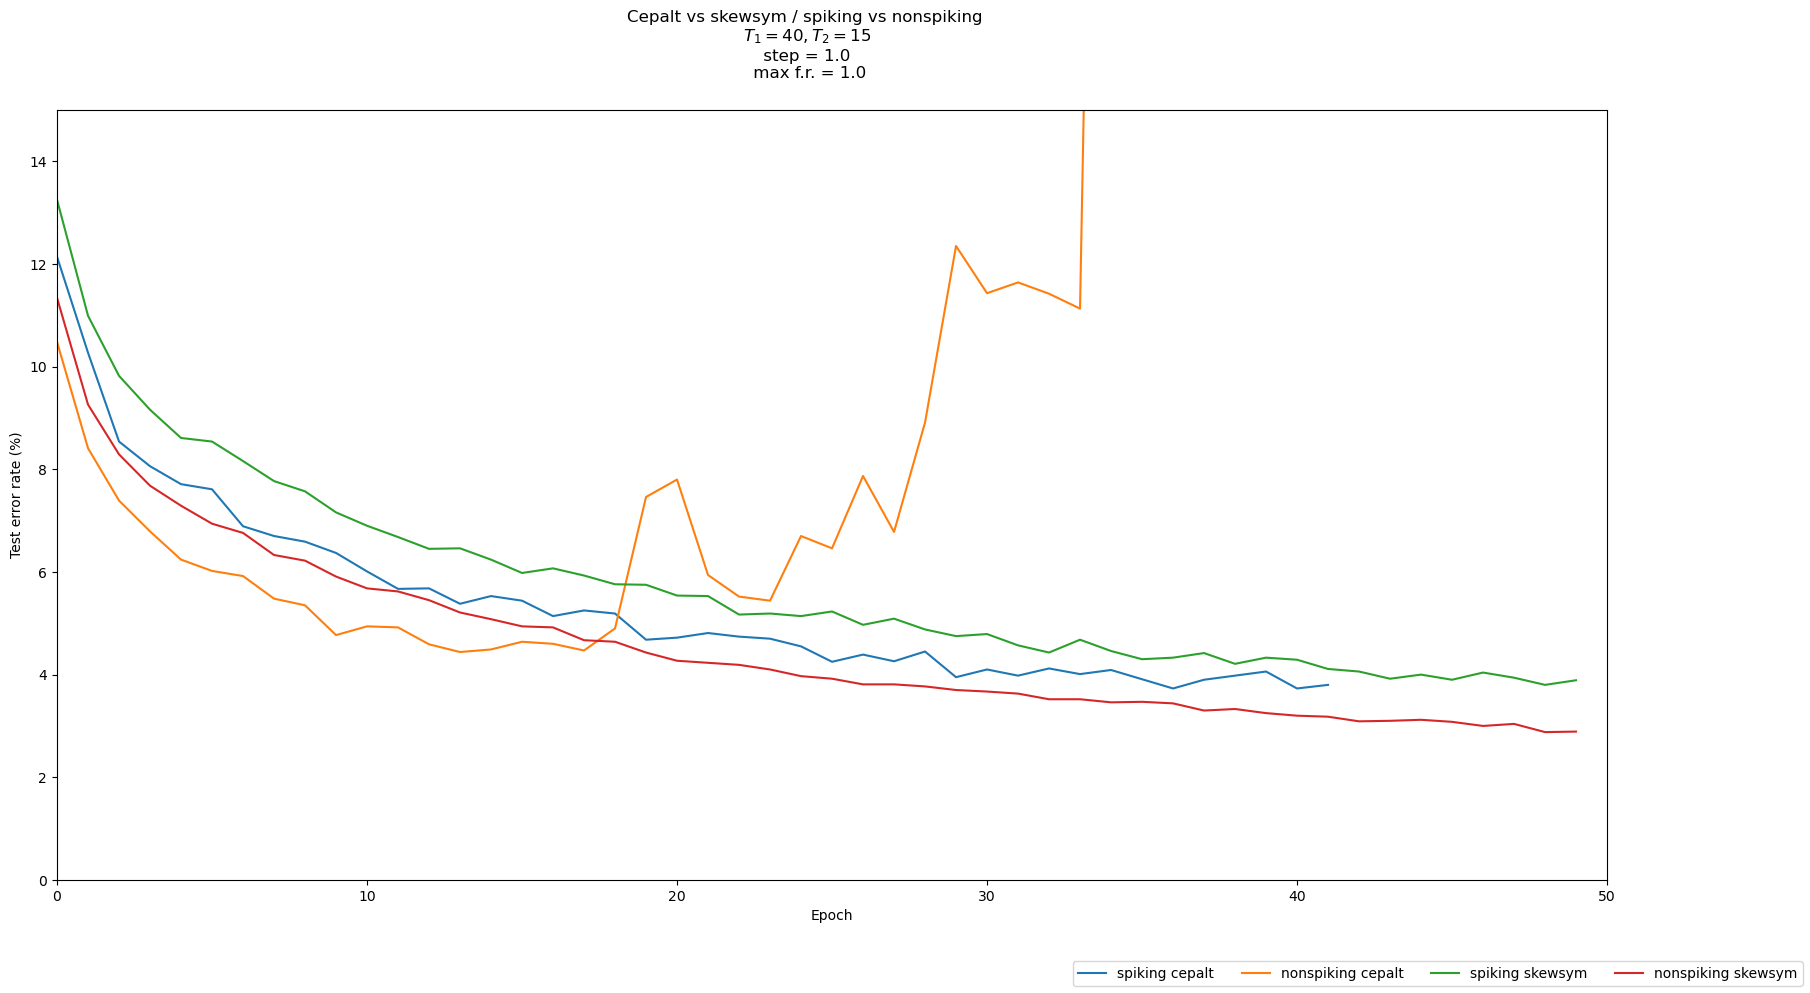 Cepalt vs skewsym / spiking vs nonspiking
T₁ = 40, T₂ = 15
step = 1.0
max f.r. = 1.0
14
12
10
8
6
4
2
0
Test error rate (%)
0 10 20 30 40 50
Epoch
spiking cepalt nonspiking cepalt spiking skewsym nonspiking skewsym